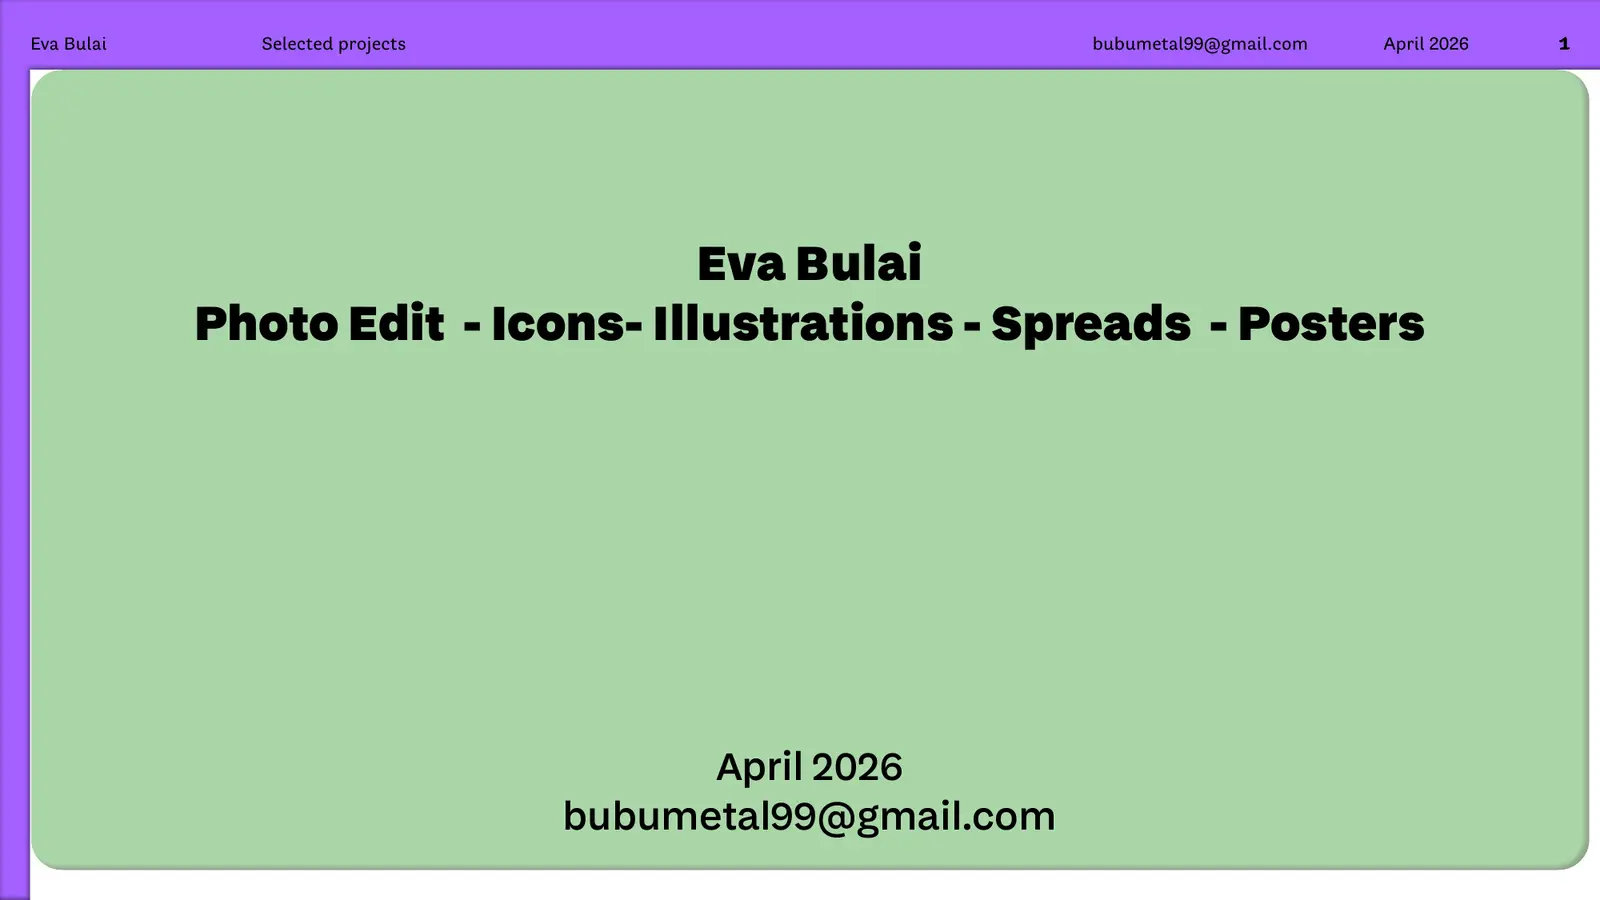 Eva Bulai Selected projects bubumetal99@gmail.com April 2026 1
Eva Bulai
Photo Edit  - Icons- Illustrations - Spreads  - Posters
April 2026
bubumetal99@gmail.com